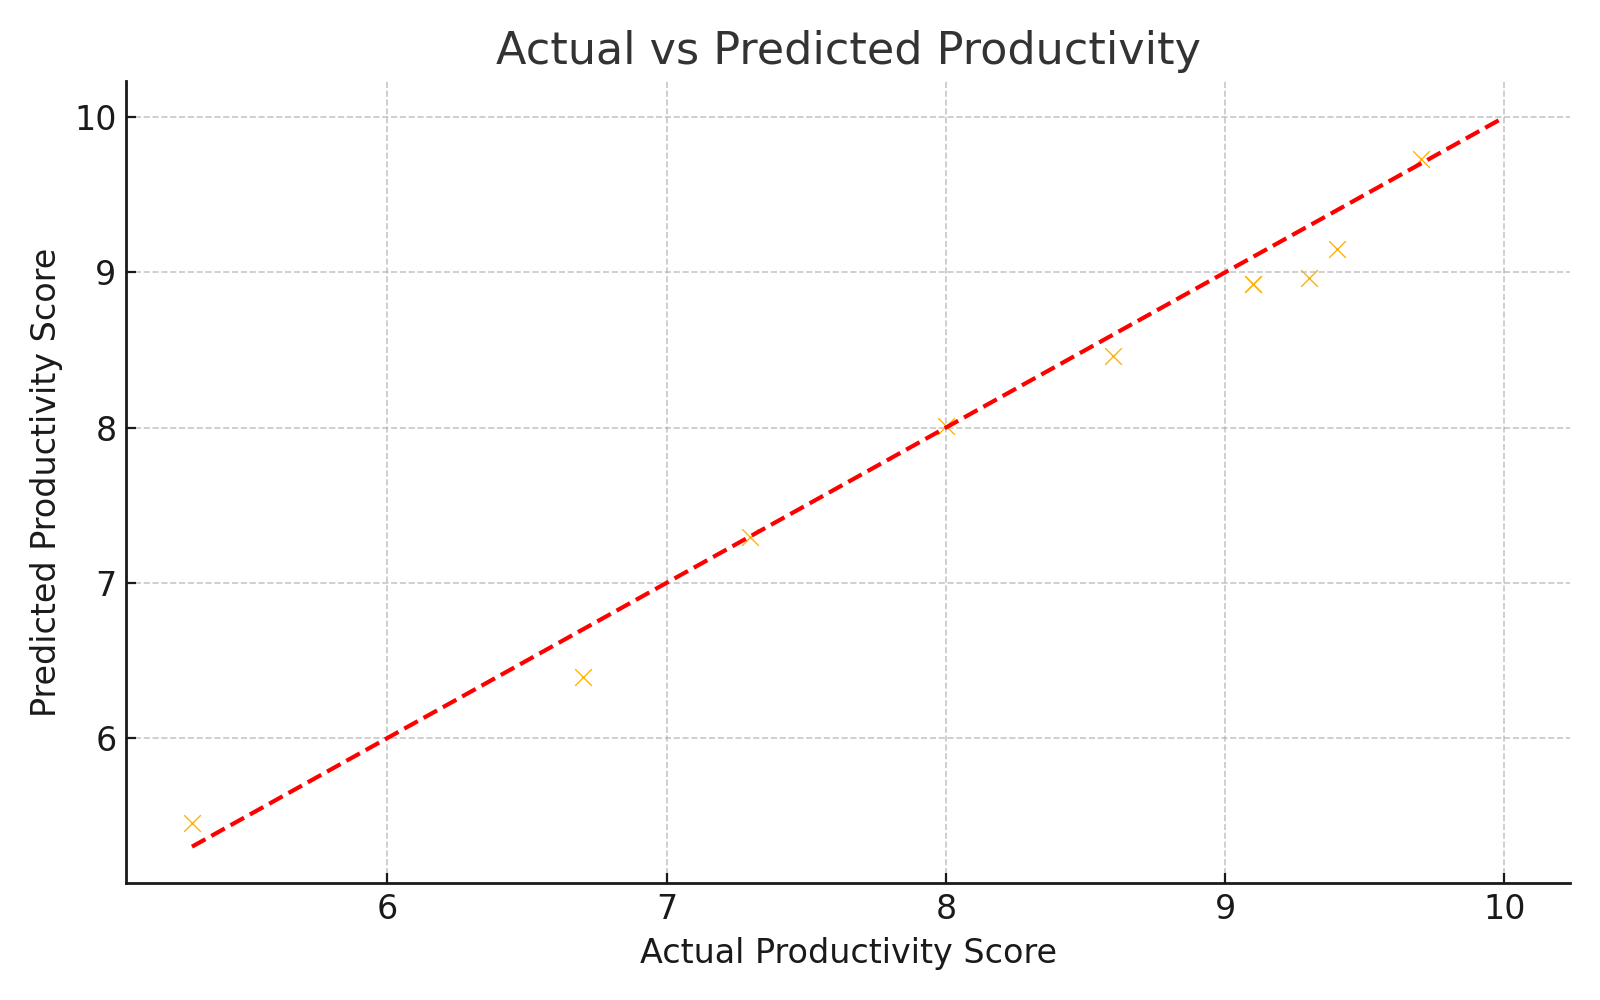 Actual vs Predicted Productivity
Predicted Productivity Score
10
9
8
7
6
6 7 8 9 10
Actual Productivity Score